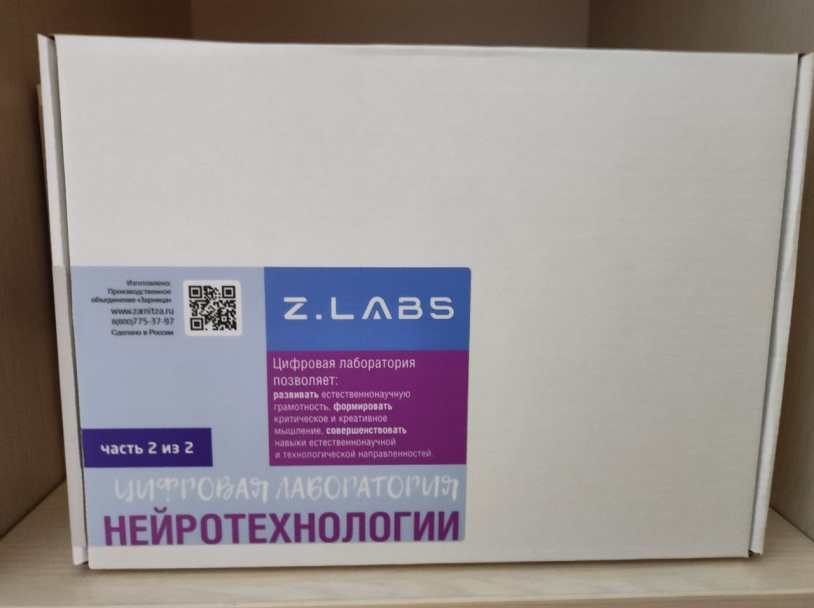 Изготовлено:
Производственное
объединение «Зарница»
www.zarnitza.ru
8(800)775-37-97
Сделано в России
Z.LABS
Цифровая лаборатория
позволяет:
развивать естественнонаучную
грамотность, формировать
критическое и креативное
мышление, совершенствовать
навыки естественнонаучной
и технологической направленностей.
часть 2 из 2
ЦИФРОВАЯ ЛАБОРАТОРИЯ
НЕЙРОТЕХНОЛОГИИ